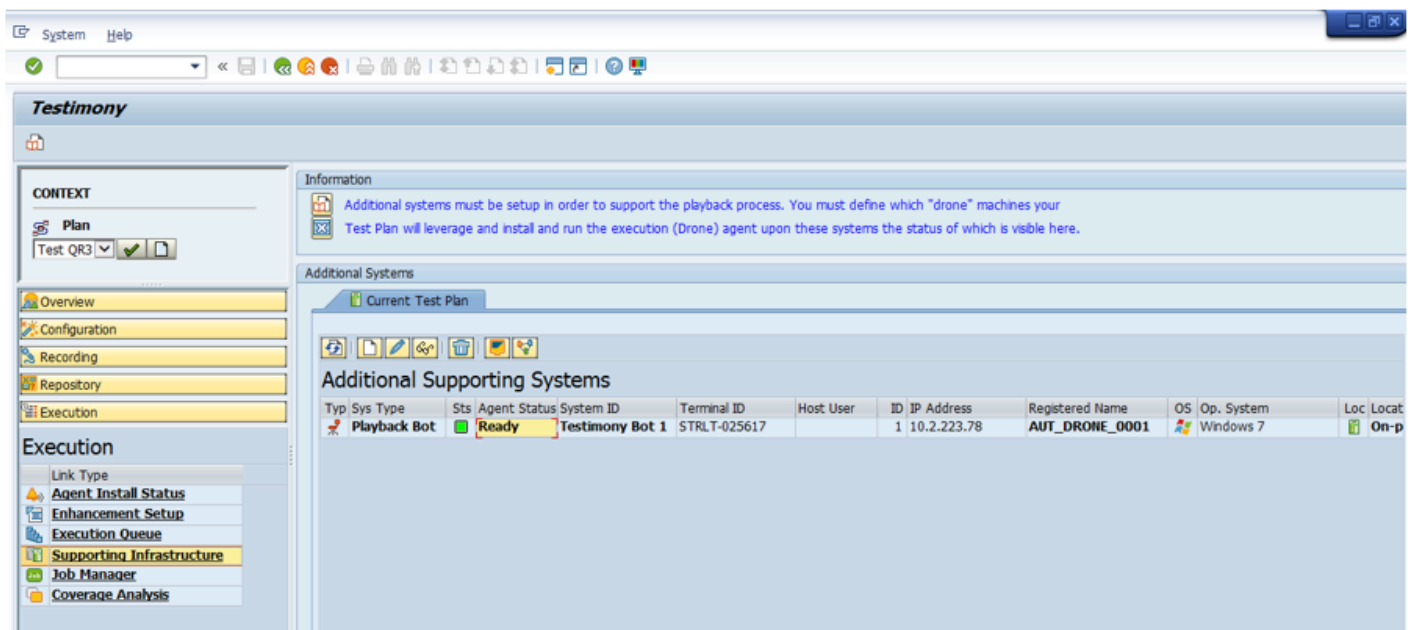 System Help
Testimony
CONTEXT
Plan
Test QR3
Overview
Configuration
Recording
Repository
Execution
Execution
Link Type
Agent Install Status
Enhancement Setup
Execution Queue
Supporting Infrastructure
Job Manager
Coverage Analysis
Information
Additional systems must be setup in order to support the playback process. You must define which "drone" machines your
Test Plan will leverage and install and run the execution (Drone) agent upon these systems the status of which is visible here.
Additional Systems
Current Test Plan
Additional Supporting Systems
Typ Sys Type Sts Agent Status System ID Terminal ID Host User ID IP Address Registered Name OS Op. System Loc Locat
Playback Bot Ready Testimony Bot 1 STRLT-025617 1 10.2.223.78 AUT_DRONE_0001 Windows 7 On-p